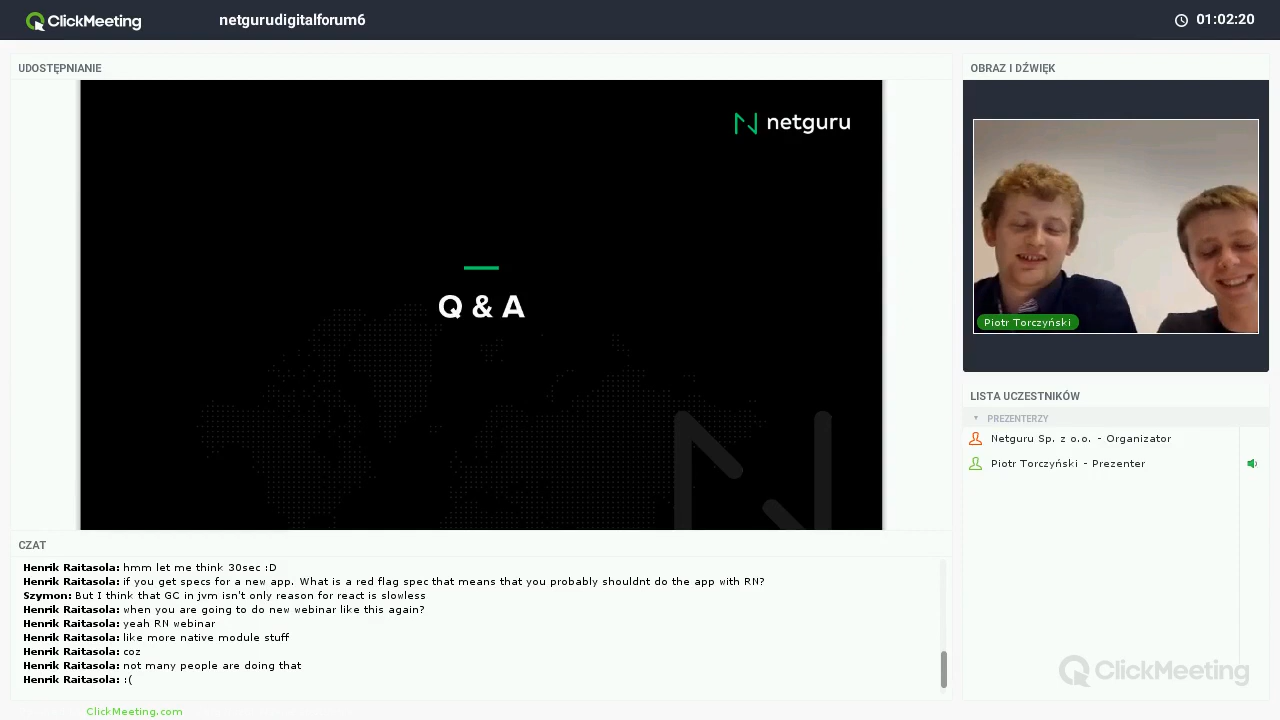 ClickMeeting
netgurudigitalforum6
01:02:20
UDOSTĘPNIANIE
netguru
Q & A
OBRAZ I DŹWIĘK
Piotr Torczyński
LISTA UCZESTNIKÓW
PREZENTERZY
Netguru Sp. z o.o. - Organizator
Piotr Torczyński - Prezenter
CZAT
Henrik Raitasola: hmm let me think 30sec :D
Henrik Raitasola: if you get specs for a new app. What is a red flag spec that means that you probably shouldnt do the app with RN?
Szymon: But I think that GC in jvm isn't only reason for react is slowless
Henrik Raitasola: when you are going to do new webinar like this again?
Henrik Raitasola: yeah RN webinar
Henrik Raitasola: like more native module stuff
Henrik Raitasola: coz
Henrik Raitasola: not many people are doing that
Henrik Raitasola: :(
ClickMeeting
ClickMeeting.com